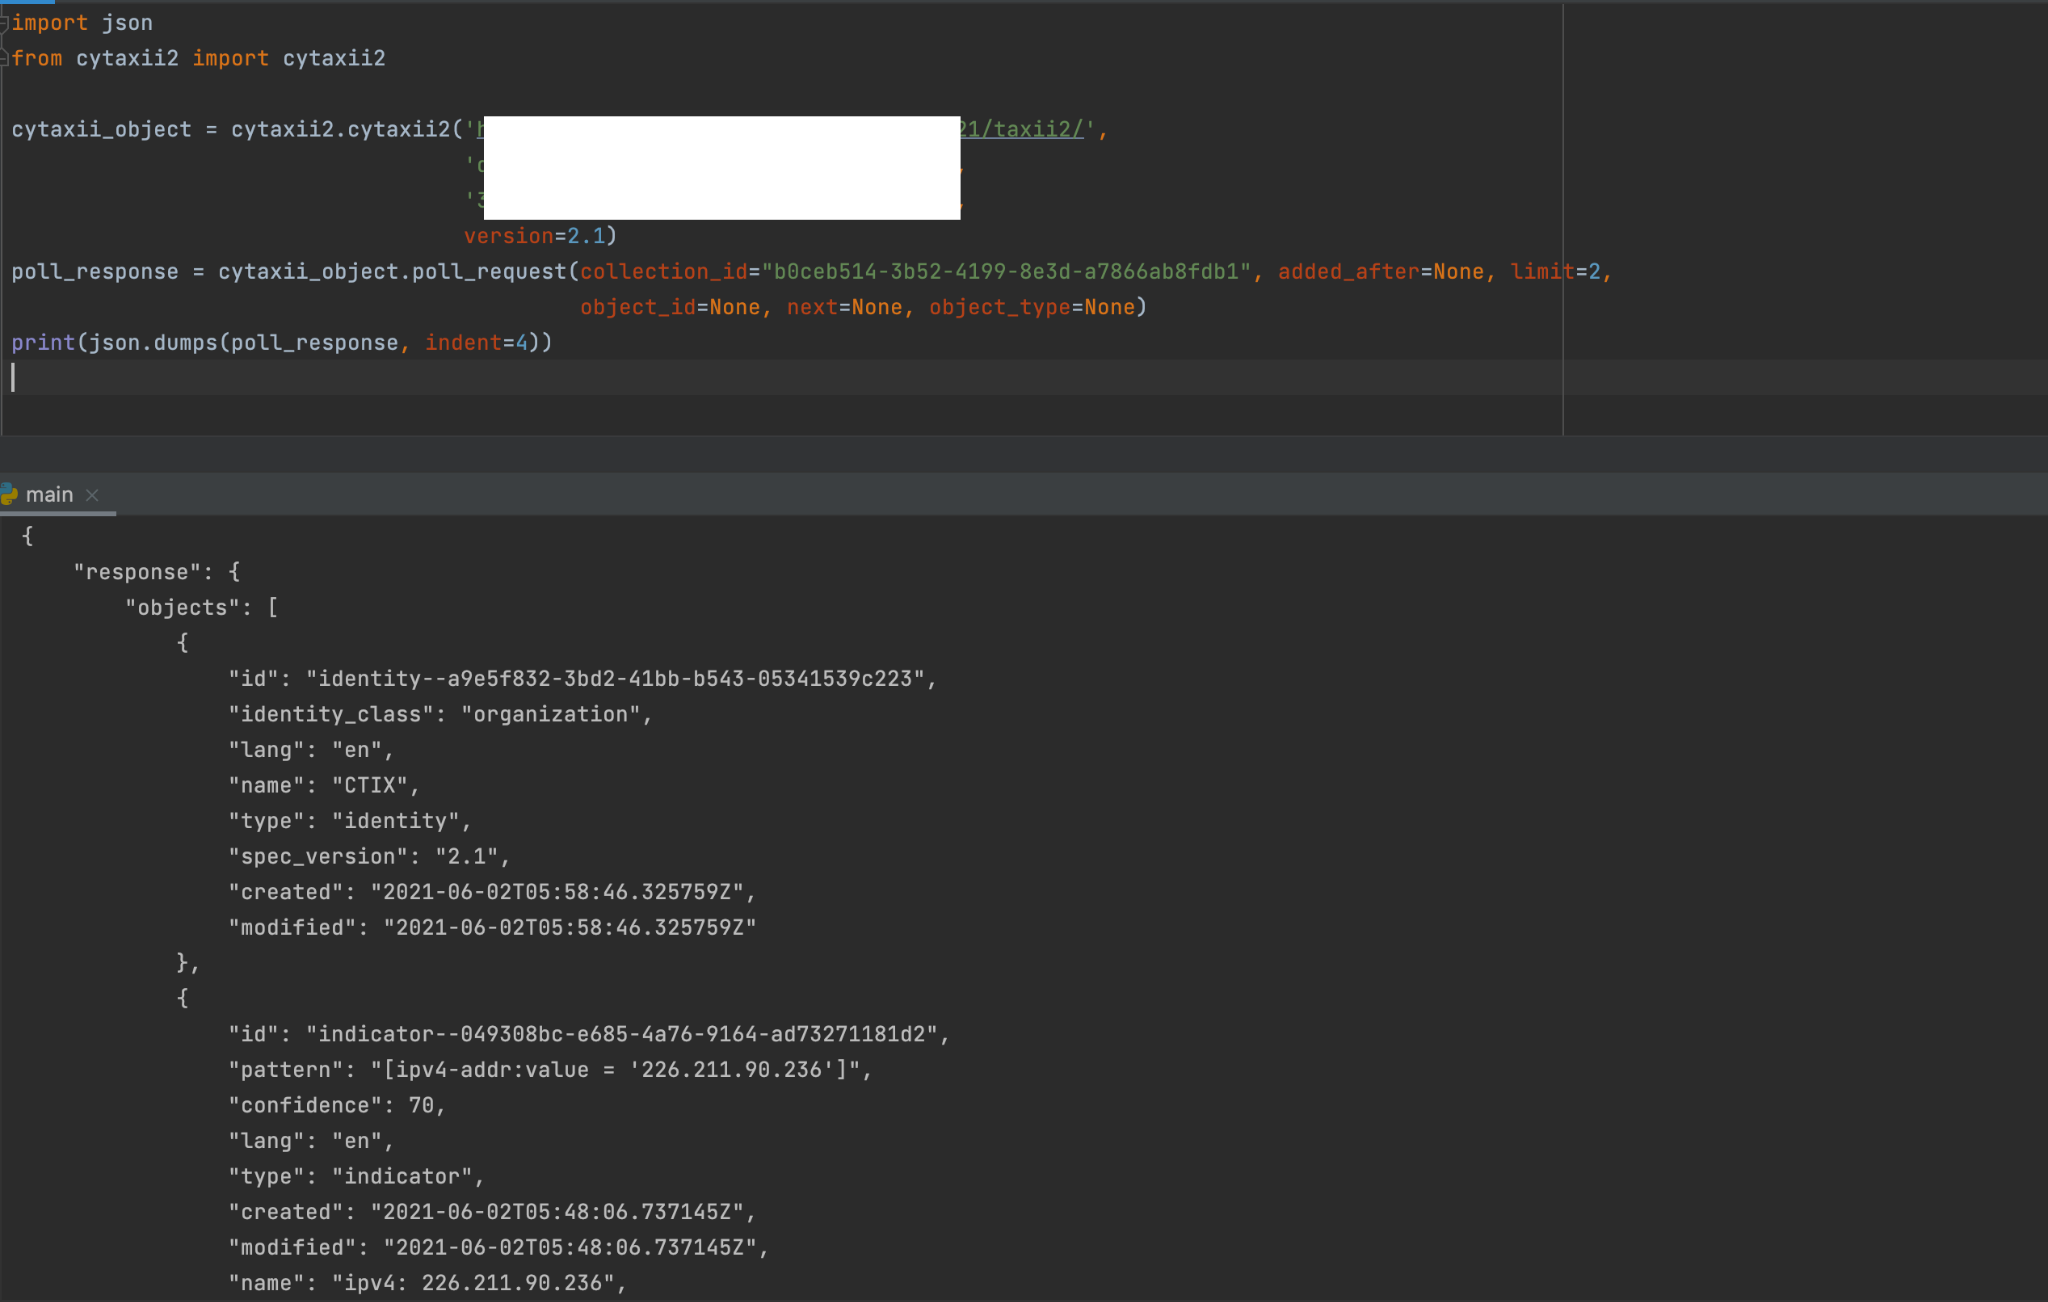 import json
from cytaxii2 import cytaxii2
cytaxii_object = cytaxii2.cytaxii2('h 21/taxii2/',
'
'3
version=2.1)
poll_response = cytaxii_object.poll_request(collection_id="b0ceb514-3b52-4199-8e3d-a7866ab8fdb1", added_after=None, limit=2,
object_id=None, next=None, object_type=None)
print(json.dumps(poll_response, indent=4))
main
{
"response": {
"objects": [
{
"id": "identity--a9e5f832-3bd2-41bb-b543-05341539c223",
"identity_class": "organization",
"lang": "en",
"name": "CTIX",
"type": "identity",
"spec_version": "2.1",
"created": "2021-06-02T05:58:46.325759Z",
"modified": "2021-06-02T05:58:46.325759Z"
},
{
"id": "indicator--049308bc-e685-4a76-9164-ad73271181d2",
"pattern": "[ipv4-addr:value = '226.211.90.236']",
"confidence": 70,
"lang": "en",
"type": "indicator",
"created": "2021-06-02T05:48:06.737145Z",
"modified": "2021-06-02T05:48:06.737145Z",
"name": "ipv4: 226.211.90.236",